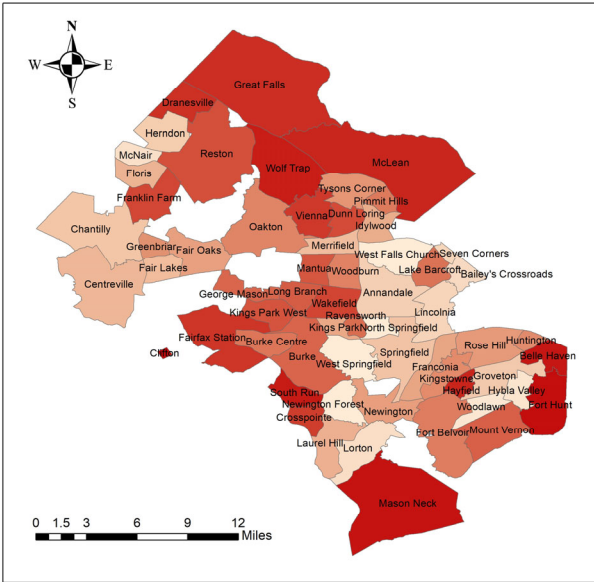 N
W E
S
Great Falls
Dranesville
Herndon
McNair
Reston
Wolf Trap
McLean
Floris
Franklin Farm
Tysons Corner
Pimmit Hills
Vienna
Dunn Loring
Idylwood
Chantilly
Oakton
Greenbriar
Fair Oaks
Merrifield
West Falls Church
Seven Corners
Fair Lakes
Mantua
Woodburn
Lake Barcroft
Bailey's Crossroads
Centreville
George Mason
Long Branch
Annandale
Wakefield
Lincolnia
Kings Park West
Ravensworth
Kings Park
North Springfield
Fairfax Station
Burke Centre
Clifton
Burke
West Springfield
Springfield
Rose Hill
Huntington
Belle Haven
Franconia
Kingstowne
Groveton
Hayfield
Hybla Valley
South Run
Newington Forest
Newington
Woodlawn
Fort Hunt
Crosspointe
Fort Belvoir
Mount Vernon
Laurel Hill
Lorton
Mason Neck
0 1.5 3 6 9 12
Miles